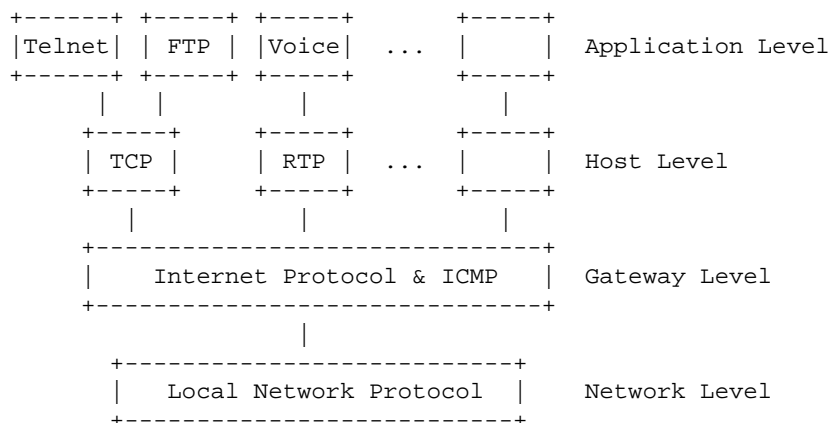 Telnet FTP Voice ... Application Level
TCP RTP ... Host Level
Internet Protocol & ICMP Gateway Level
Local Network Protocol Network Level